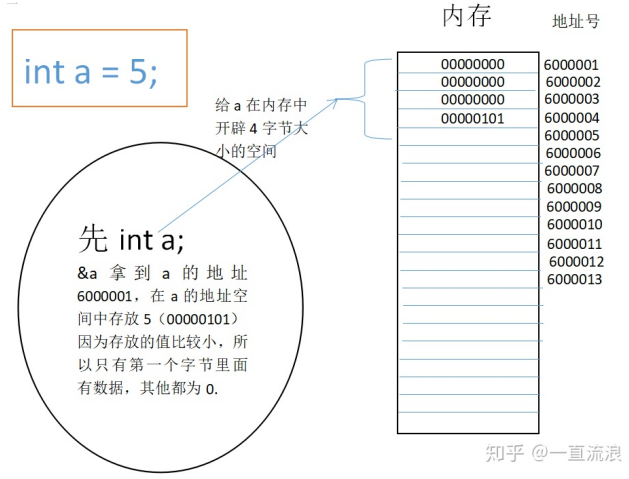 int a = 5;
给 a 在内存中
开辟 4 字节大
小的空间
先 int a;
&a 拿到 a 的地址
6000001，在 a 的地址空
间中存放 5（00000101）
因为存放的值比较小，所
以只有第一个字节里面
有数据，其他都为 0.
内存
地址号
00000000 6000001
00000000 6000002
00000000 6000003
00000101 6000004
6000005
6000006
6000007
6000008
6000009
6000010
6000011
6000012
6000013
知乎 @一直流浪